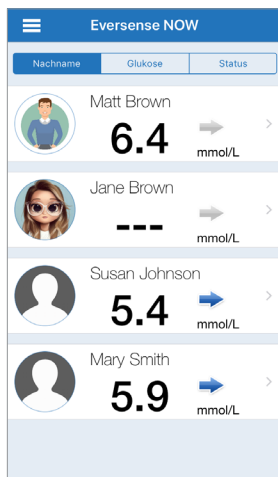 Eversense NOW
Nachname Glukose Status
Matt Brown
6.4
mmol/L
Jane Brown
---
mmol/L
Susan Johnson
5.4
mmol/L
Mary Smith
5.9
mmol/L